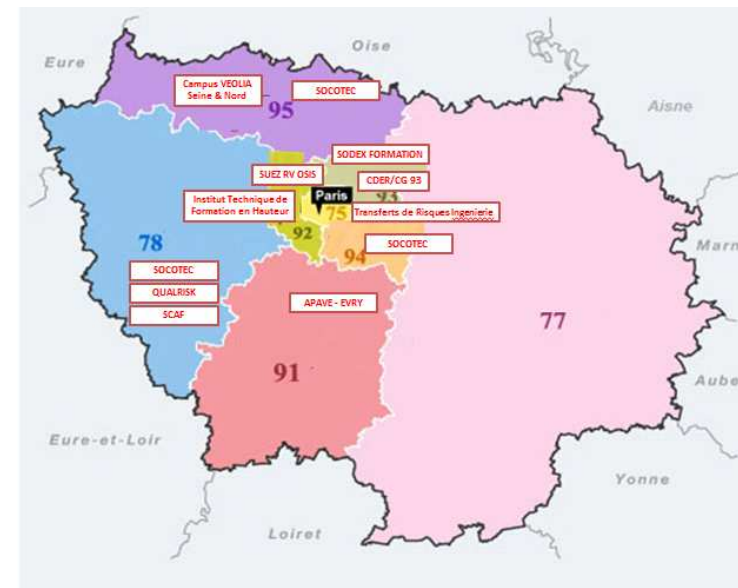 Oise
Eure
Campus VEOLIA
Seine & Nord
SOCOTEC
95
Aisne
SODEX FORMATION
SUEZ RV OSIS
CDER/CG 93
93
Paris
Institut Technique de
Formation en Hauteur
75
Transferts de Risques Ingenierie
92
78
94
SOCOTEC
Marn
SOCOTEC
QUALRISK
SCAF
APAVE - EVRY
77
91
Aube
Eure-et-Loir
Yonne
Loiret